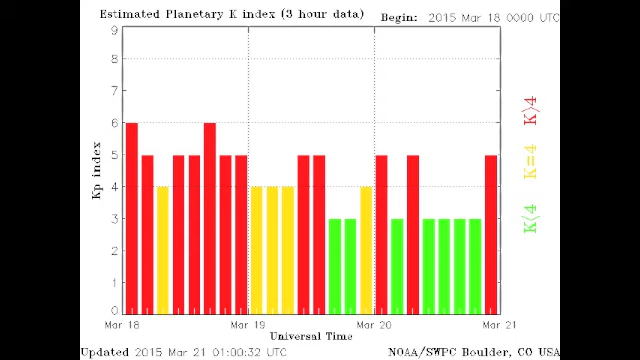 Estimated Planetary K index (3 hour data)
Begin: 2015 Mar 18 0000 UTC
9
8
7
6
5
4
3
2
1
0
Kp index
Mar 18
Mar 19
Mar 20
Mar 21
Universal Time
K<4 K=4 K>4
Updated 2015 Mar 21 01:00:32 UTC
NOAA/SWPC Boulder, CO USA